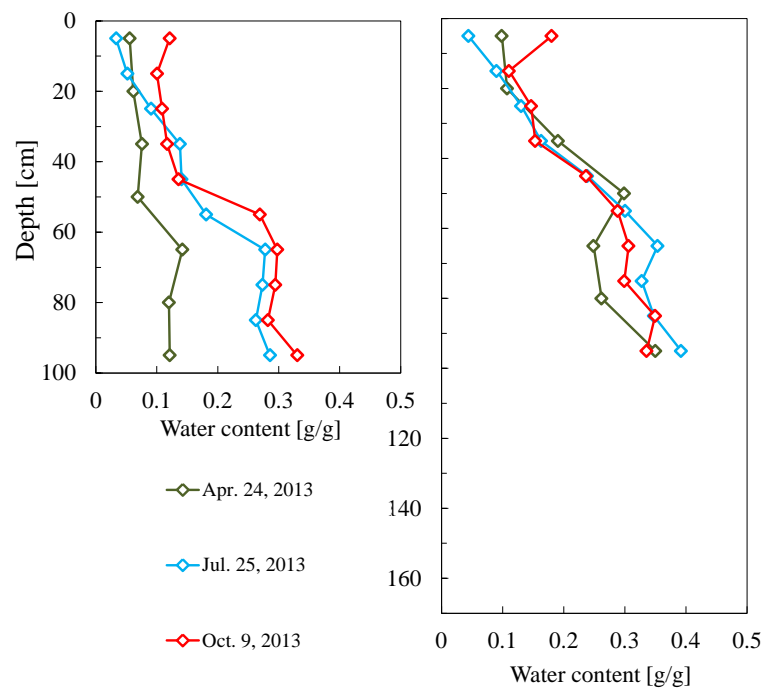 0
20
40
60
80
100
Depth [cm]
0 0.1 0.2 0.3 0.4 0.5
Water content [g/g]
Apr. 24, 2013
Jul. 25, 2013
Oct. 9, 2013
120
140
160
0 0.1 0.2 0.3 0.4 0.5
Water content [g/g]